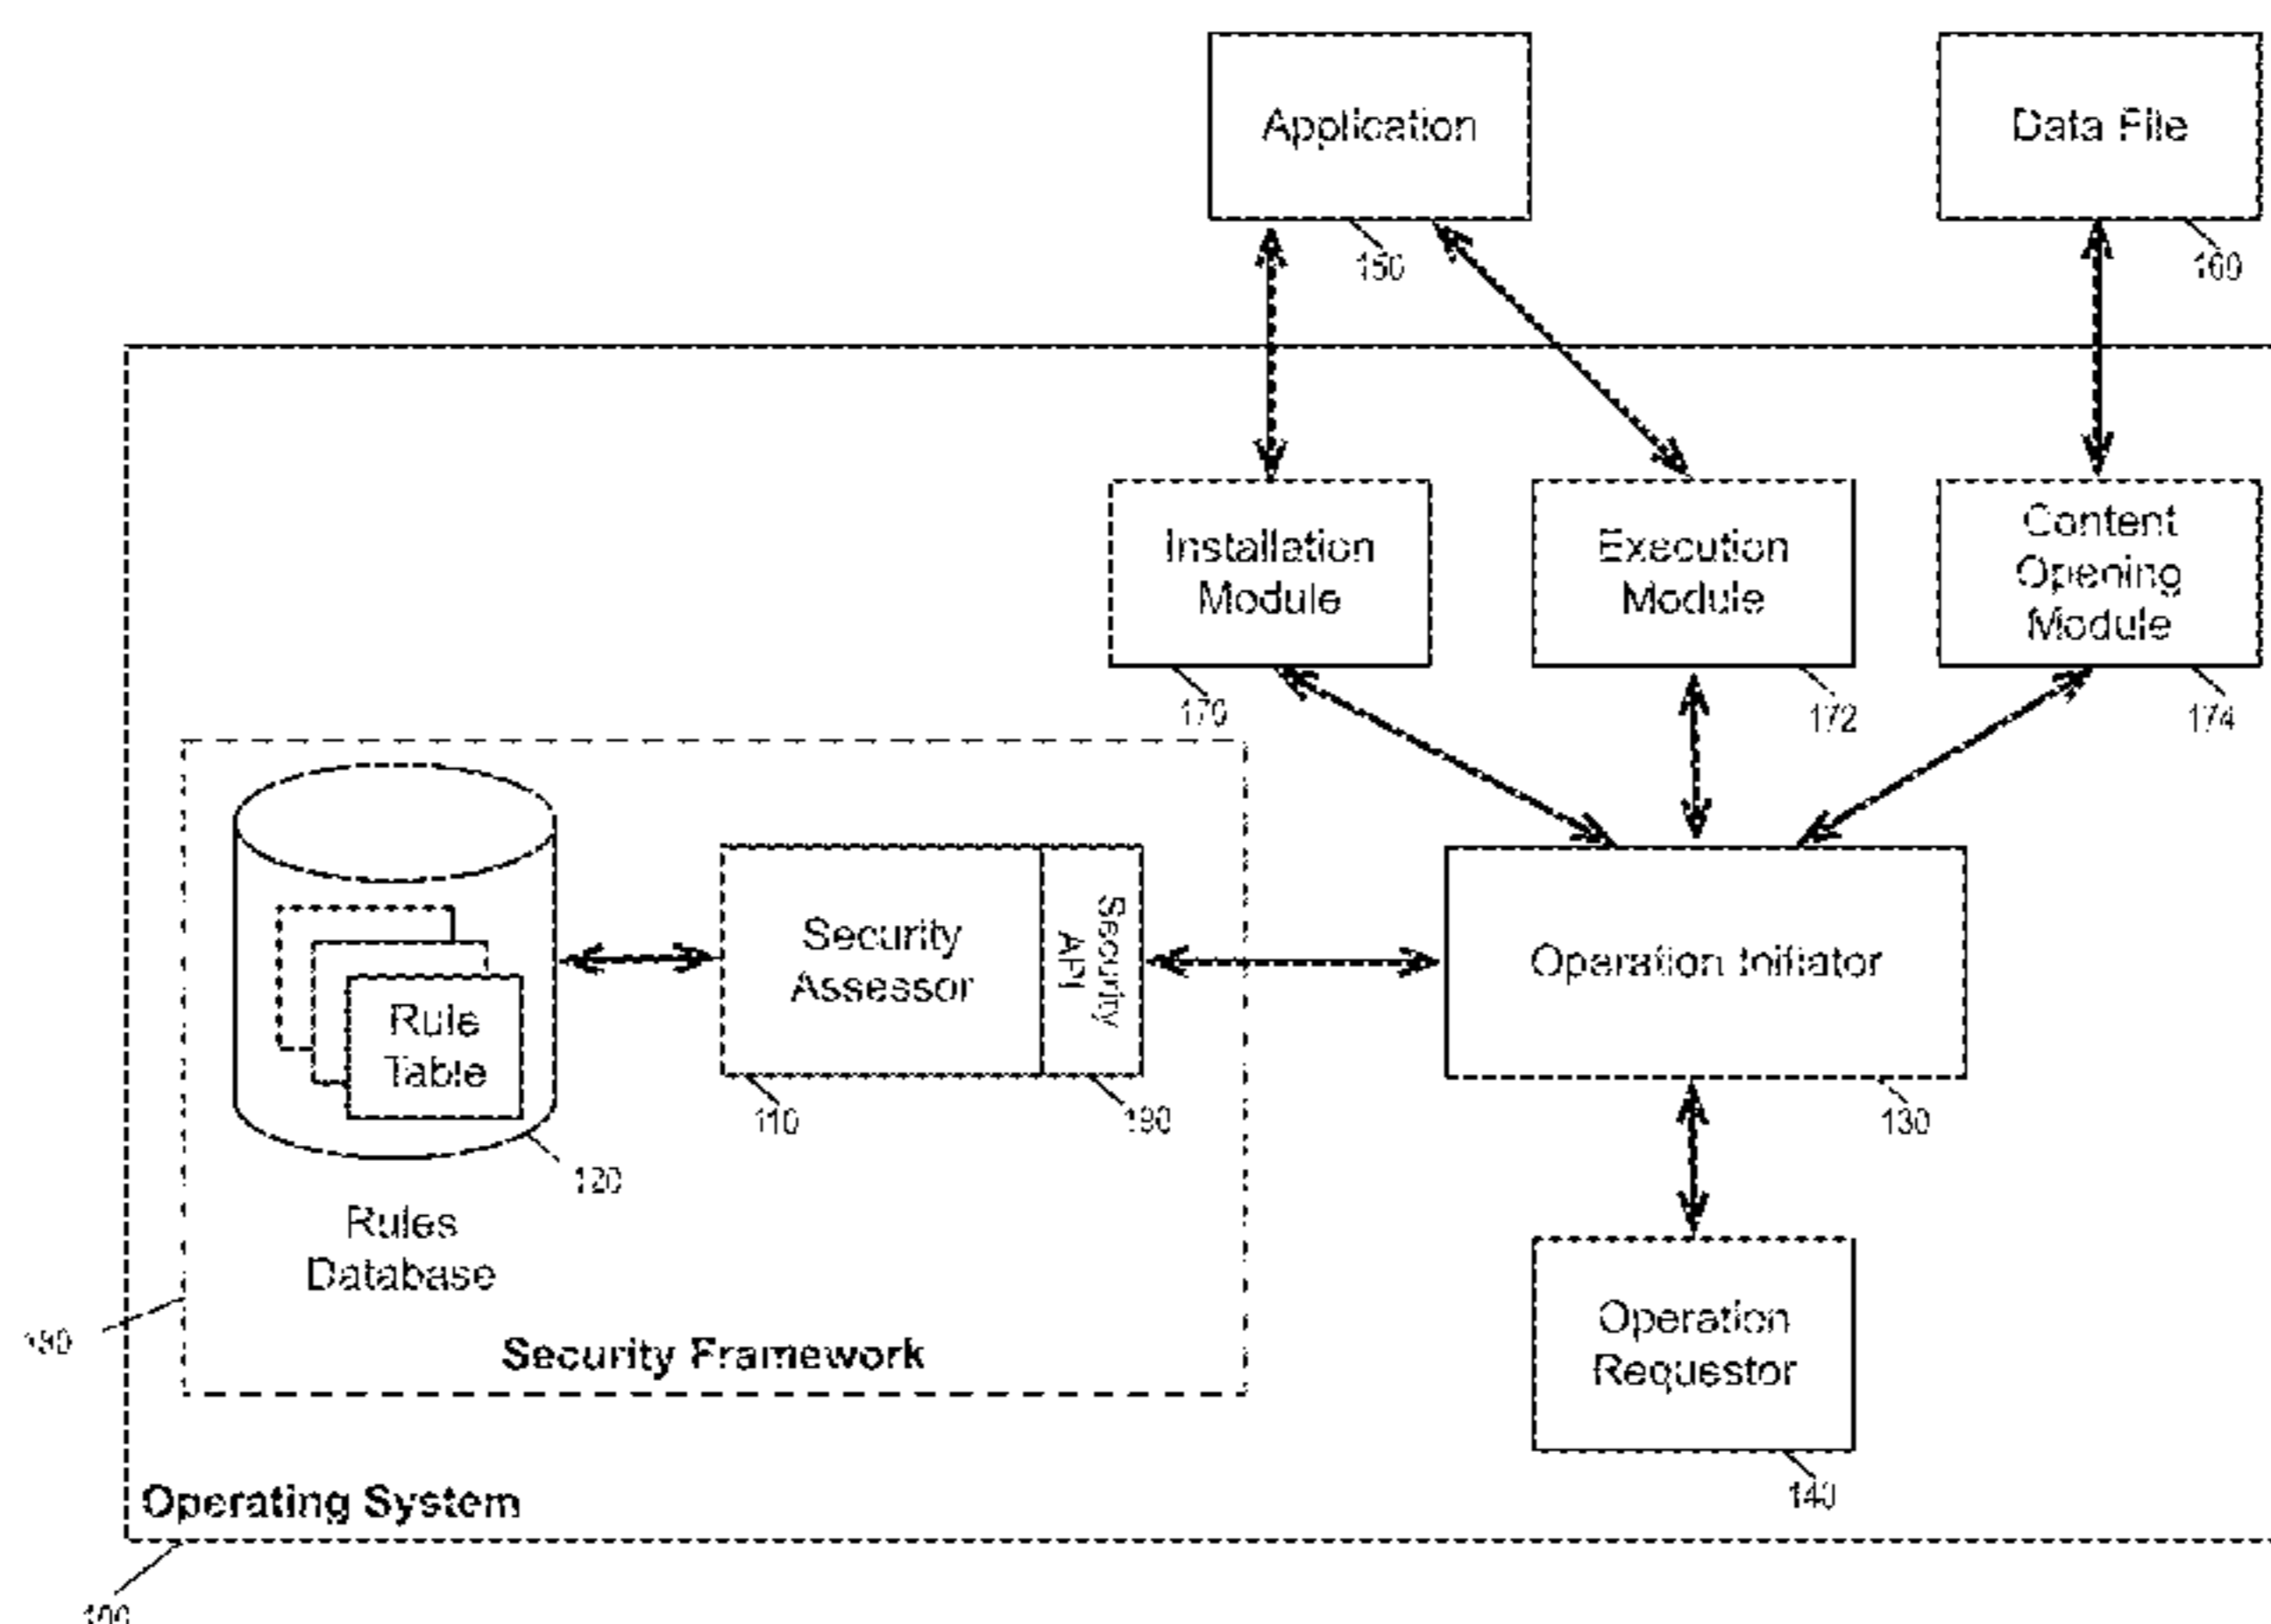 Application
Data File
150
160
Installation
Module
Execution
Module
Content
Opening
Module
170
172
174
Security
Assessor
Security
API
Operation Initiator
Rule
Table
110
190
130
120
Rules
Database
Operation
Requestor
Security Framework
140
Operating System
100